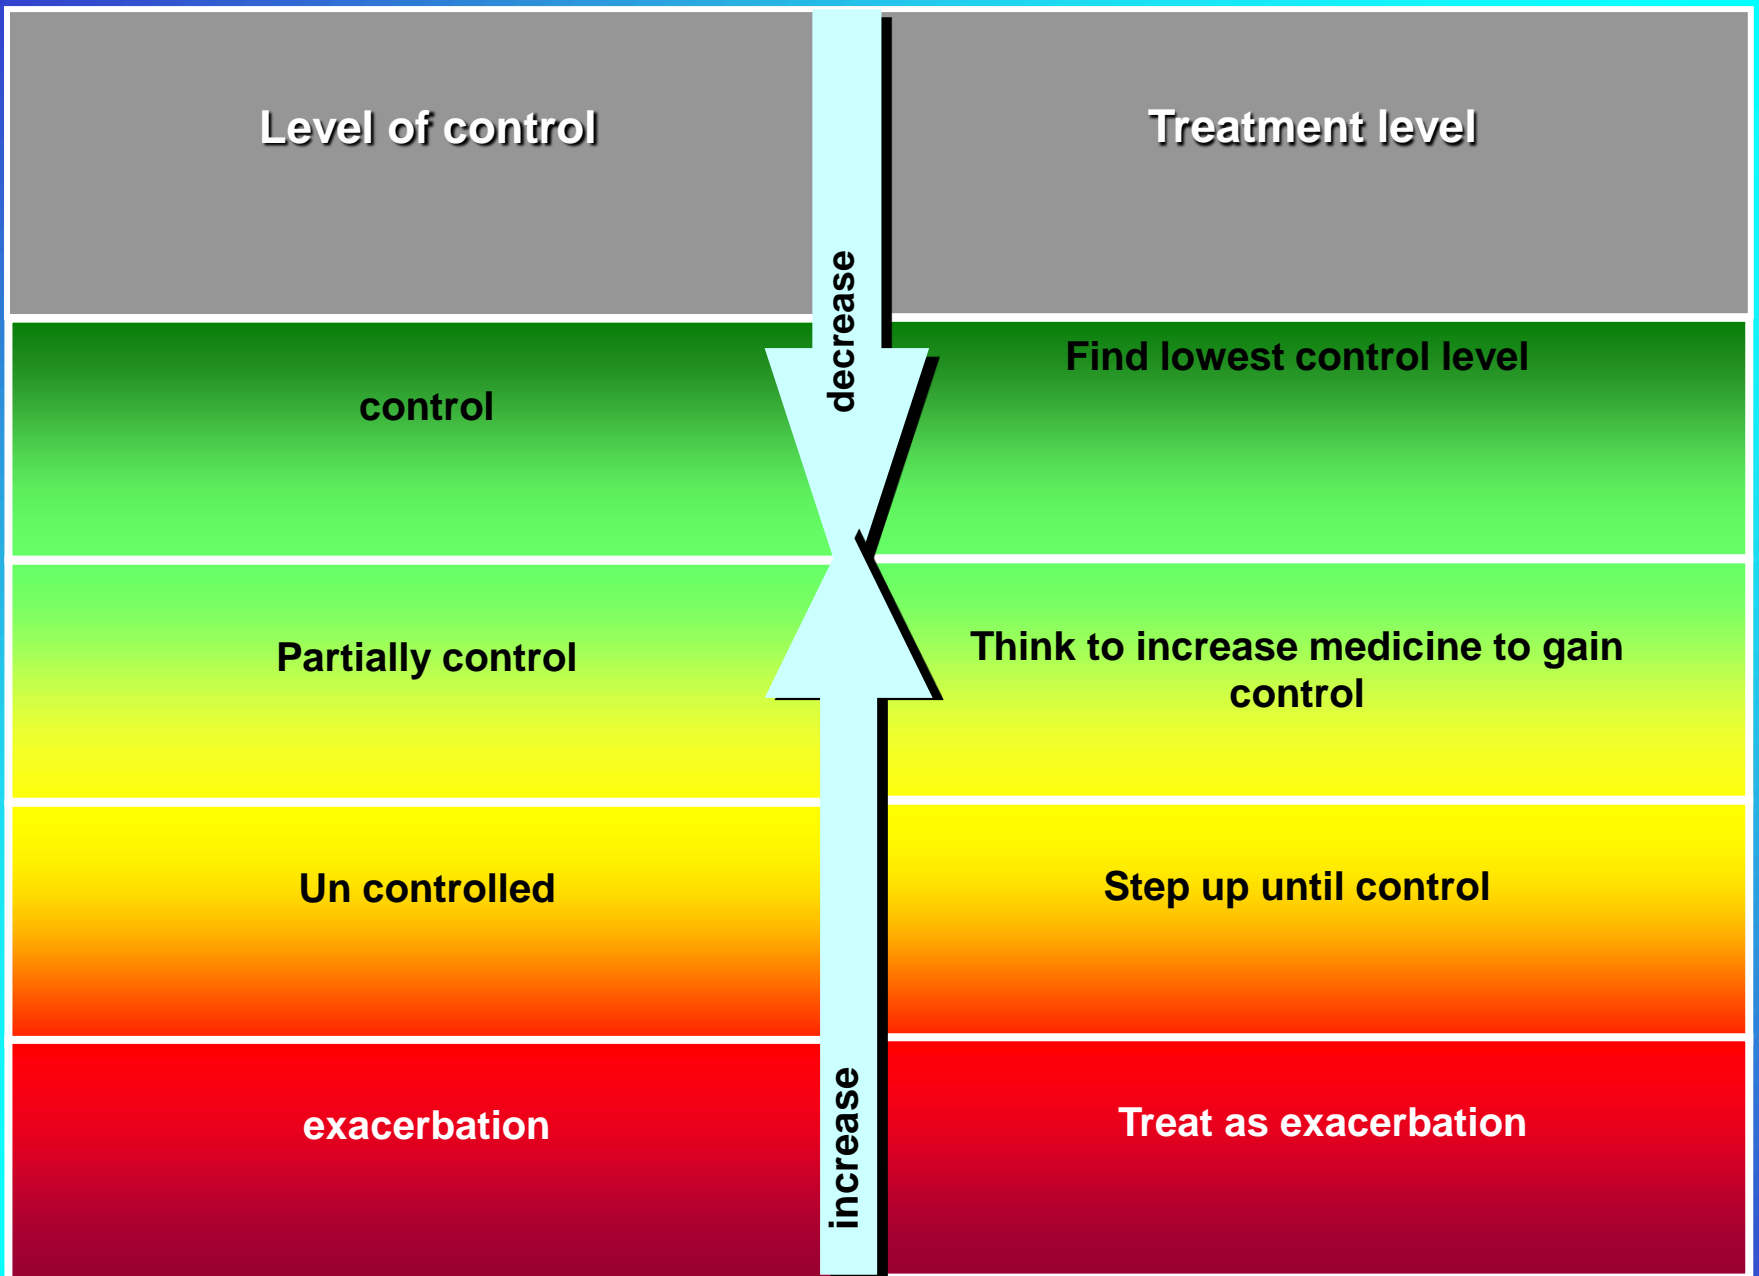 Level of control
Treatment level
decrease
control
Find lowest control level
Partially control
Think to increase medicine to gain
control
Un controlled
Step up until control
exacerbation
Treat as exacerbation
increase